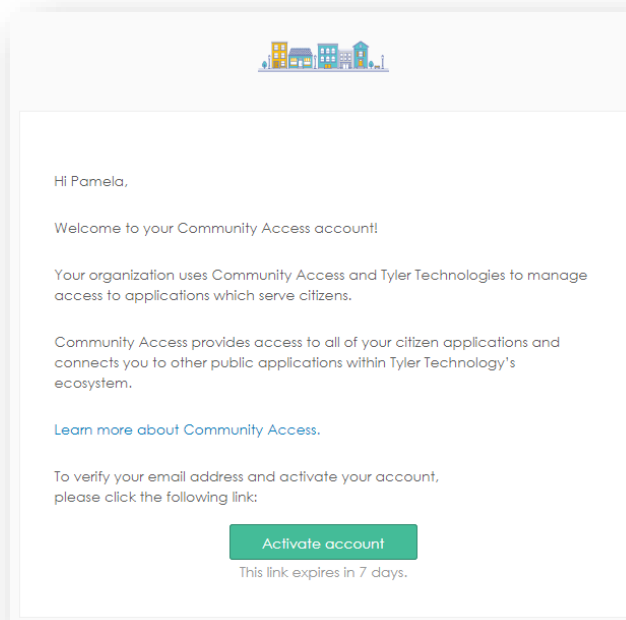 Hi Pamela,
Welcome to your Community Access account!
Your organization uses Community Access and Tyler Technologies to manage
access to applications which serve citizens.
Community Access provides access to all of your citizen applications and
connects you to other public applications within Tyler Technology's
ecosystem.
Learn more about Community Access.
To verify your email address and activate your account,
please click the following link:
Activate account
This link expires in 7 days.